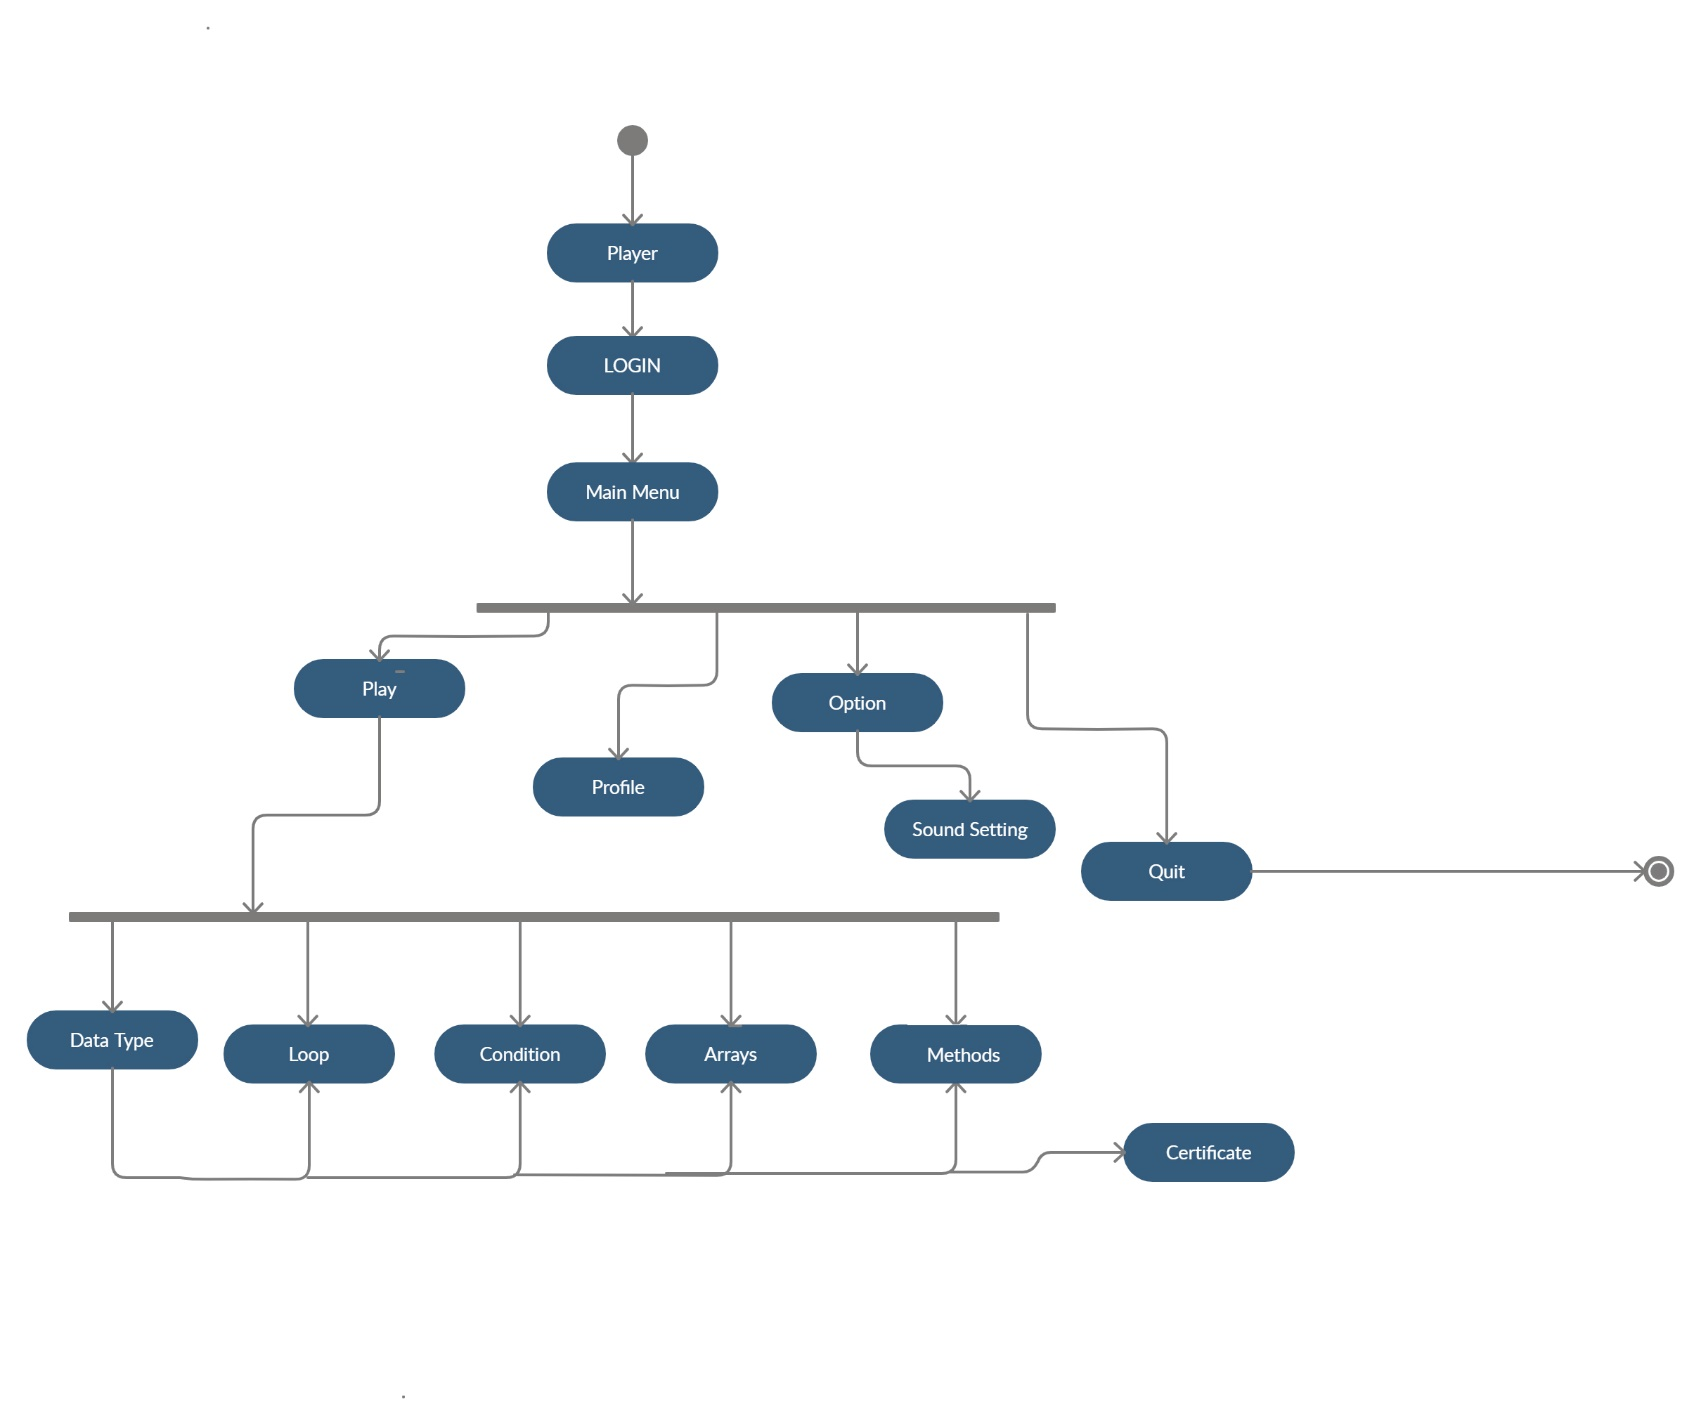 Player
LOGIN
Main Menu
Play
Option
Profile
Sound Setting
Quit
Data Type
Loop
Condition
Arrays
Methods
Certificate